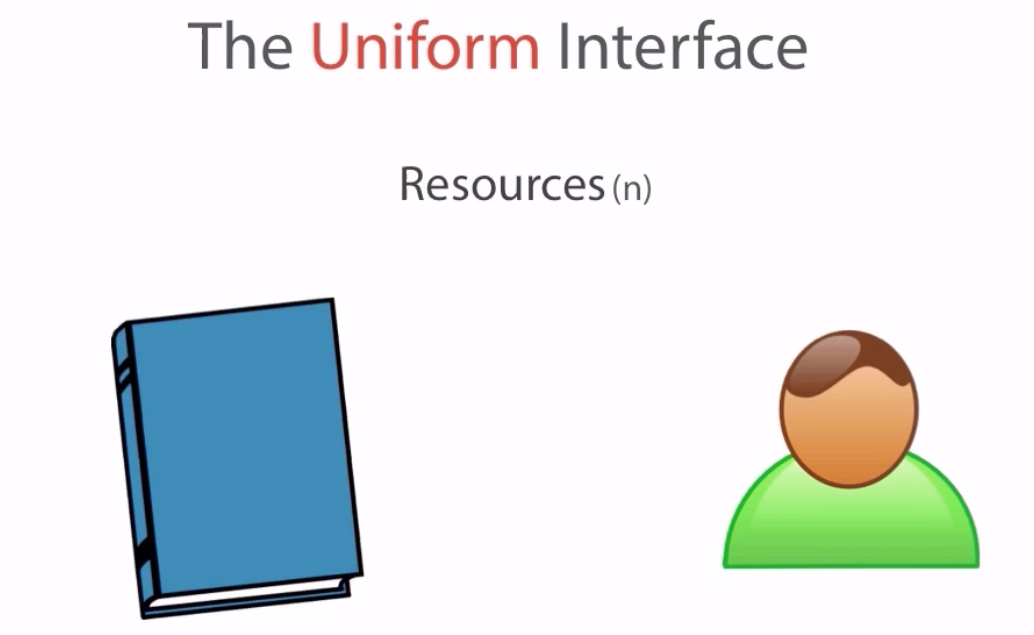 The Uniform Interface
Resources (n)